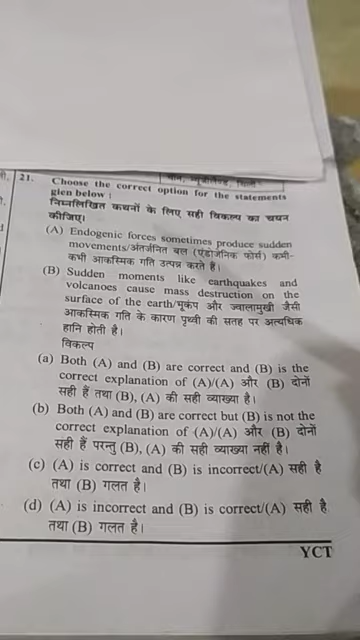 21.
Choose the correct option for the statements
gien below :
निम्नलिखित कथनों के लिए सही विकल्प का चयन
कीजिए।
(A) Endogenic forces sometimes produce sudden
movements/अंतर्जनित बल (एंडोजनिक फोर्स) कभी-
कभी आकस्मिक गति उत्पन्न करते हैं।
(B) Sudden moments like earthquakes and
volcanoes cause mass destruction on the
surface of the earth/भूकंप और ज्वालामुखी जैसी
आकस्मिक गति के कारण पृथ्वी की सतह पर अत्यधिक
हानि होती है।
विकल्प
(a) Both (A) and (B) are correct and (B) is the
correct explanation of (A)/(A) और (B) दोनों
सही हैं तथा (B), (A) की सही व्याख्या है।
(b) Both (A) and (B) are correct but (B) is not the
correct explanation of (A)/(A) और (B) दोनों
सही हैं परन्तु (B), (A) की सही व्याख्या नहीं है।
(c) (A) is correct and (B) is incorrect/(A) सही है
तथा (B) गलत है।
(d) (A) is incorrect and (B) is correct/(A) सही है
तथा (B) गलत है।
YCT